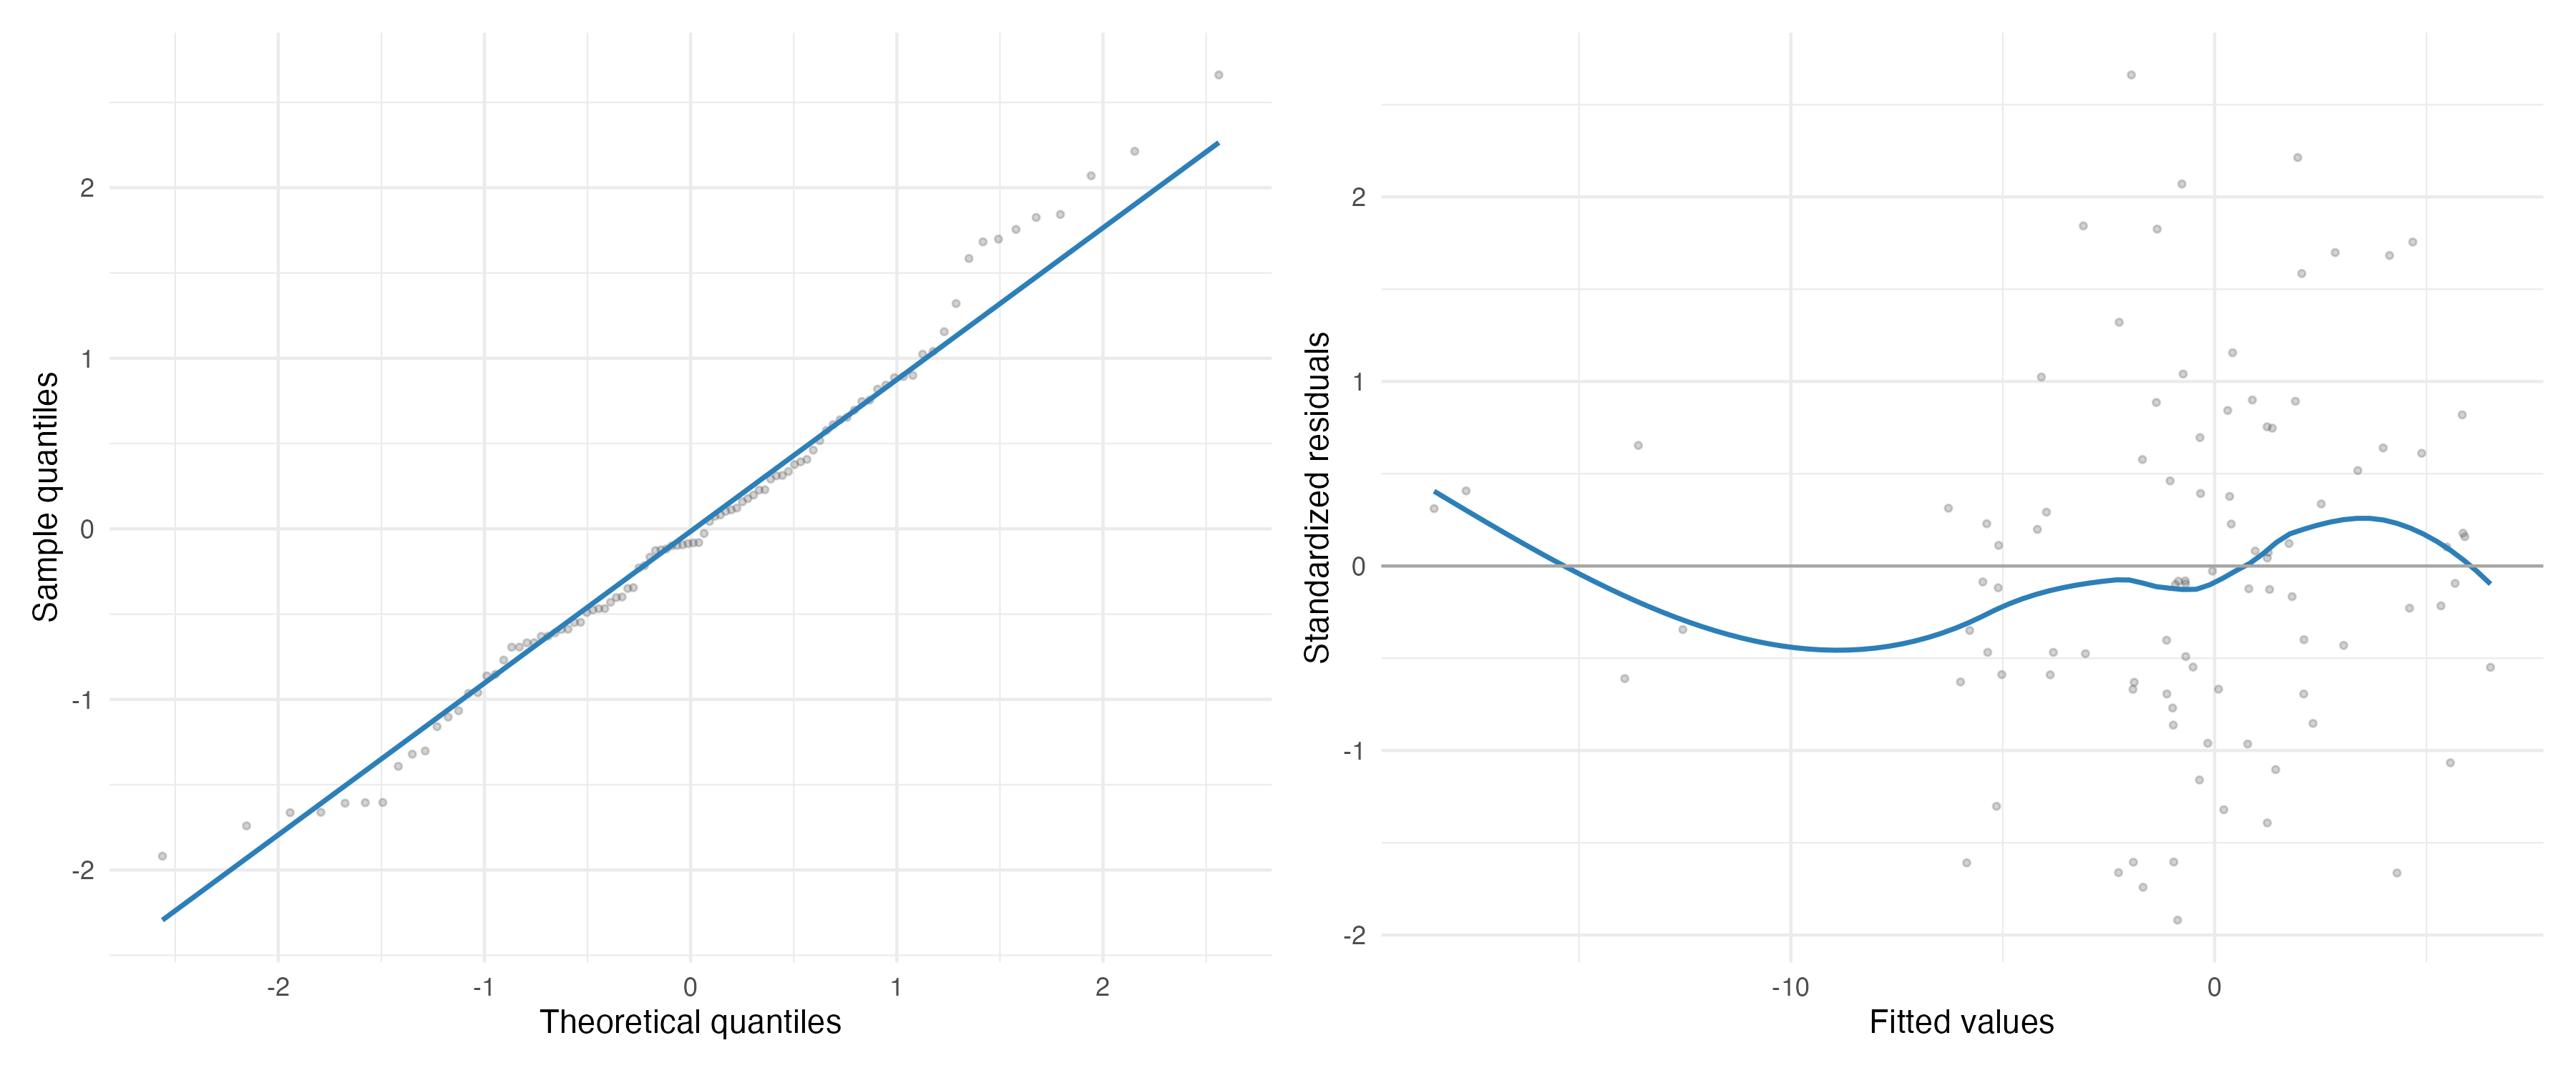 Sample quantiles
2
1
0
-1
-2
-2 -1 0 1 2
Theoretical quantiles
Standardized residuals
2
1
0
-1
-2
-10 0
Fitted values